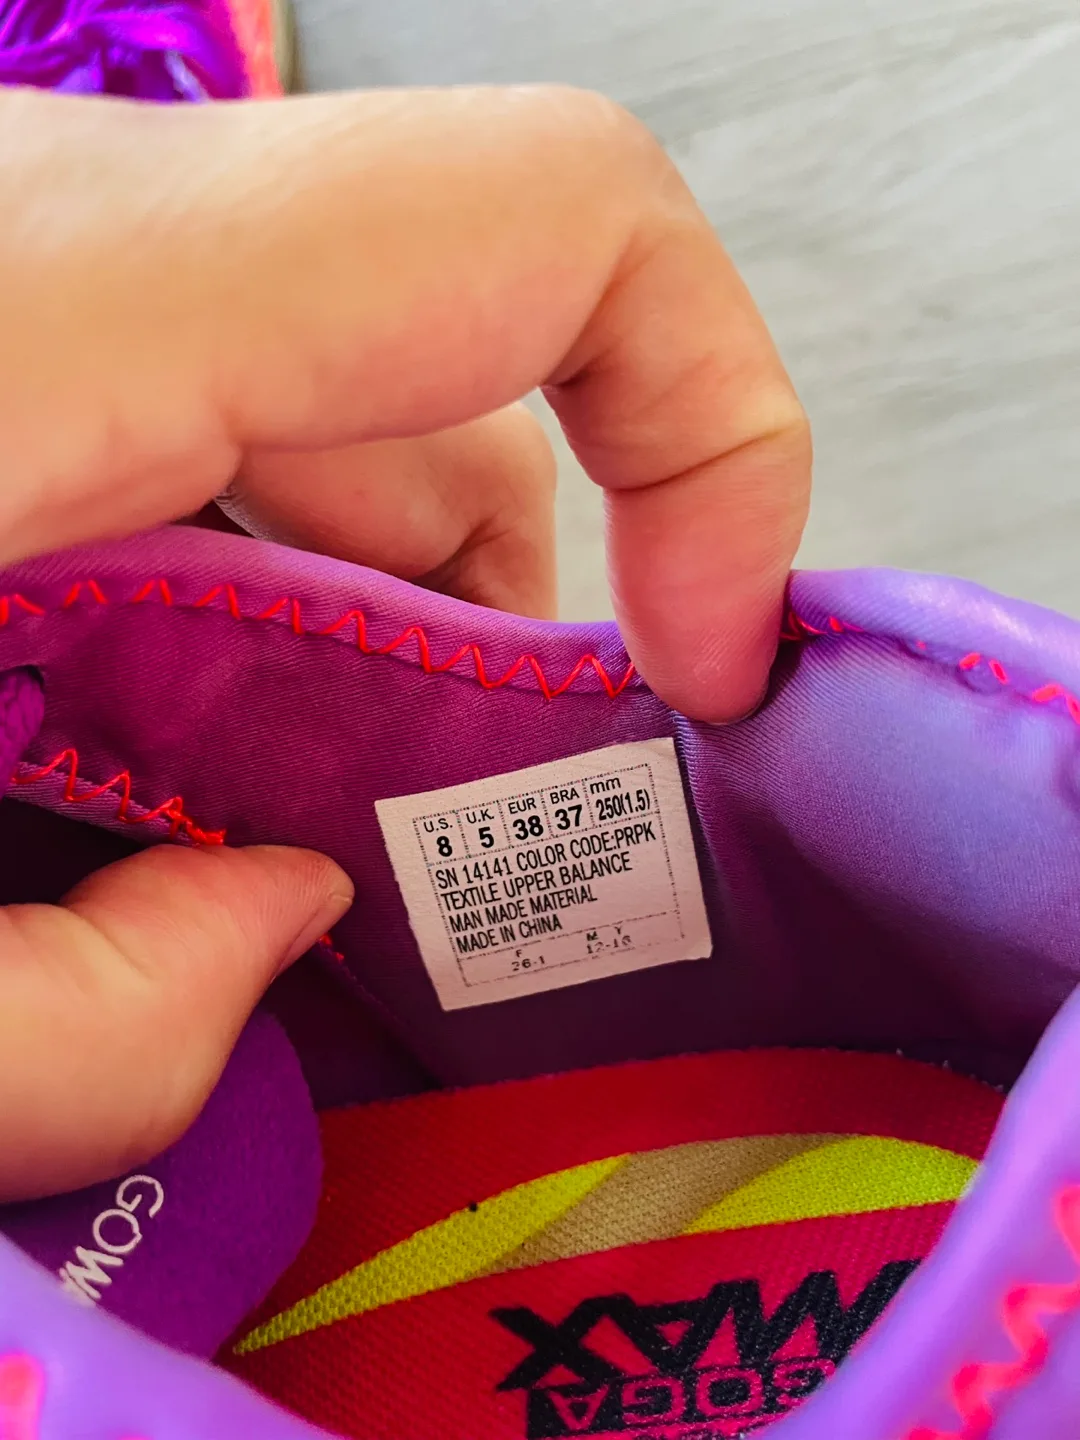 U.S. U.K. EUR BRA mm
8 5 38 37 250(1.5)
SN 14141 COLOR CODE:PRPK
TEXTILE UPPER BALANCE
MAN MADE MATERIAL
MADE IN CHINA
F M Y
26-1 12-16
GOW
MAX
GOGA